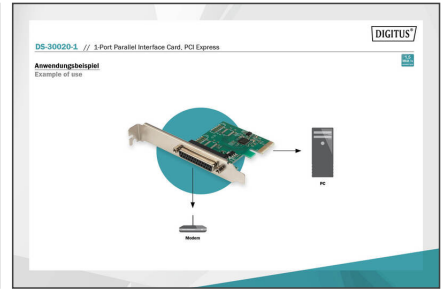 DIGITUS®
DS-30020-1 // 1-Port Parallel Interface Card, PCI Express
Anwendungsbeispiel
Example of use
PC
Modem